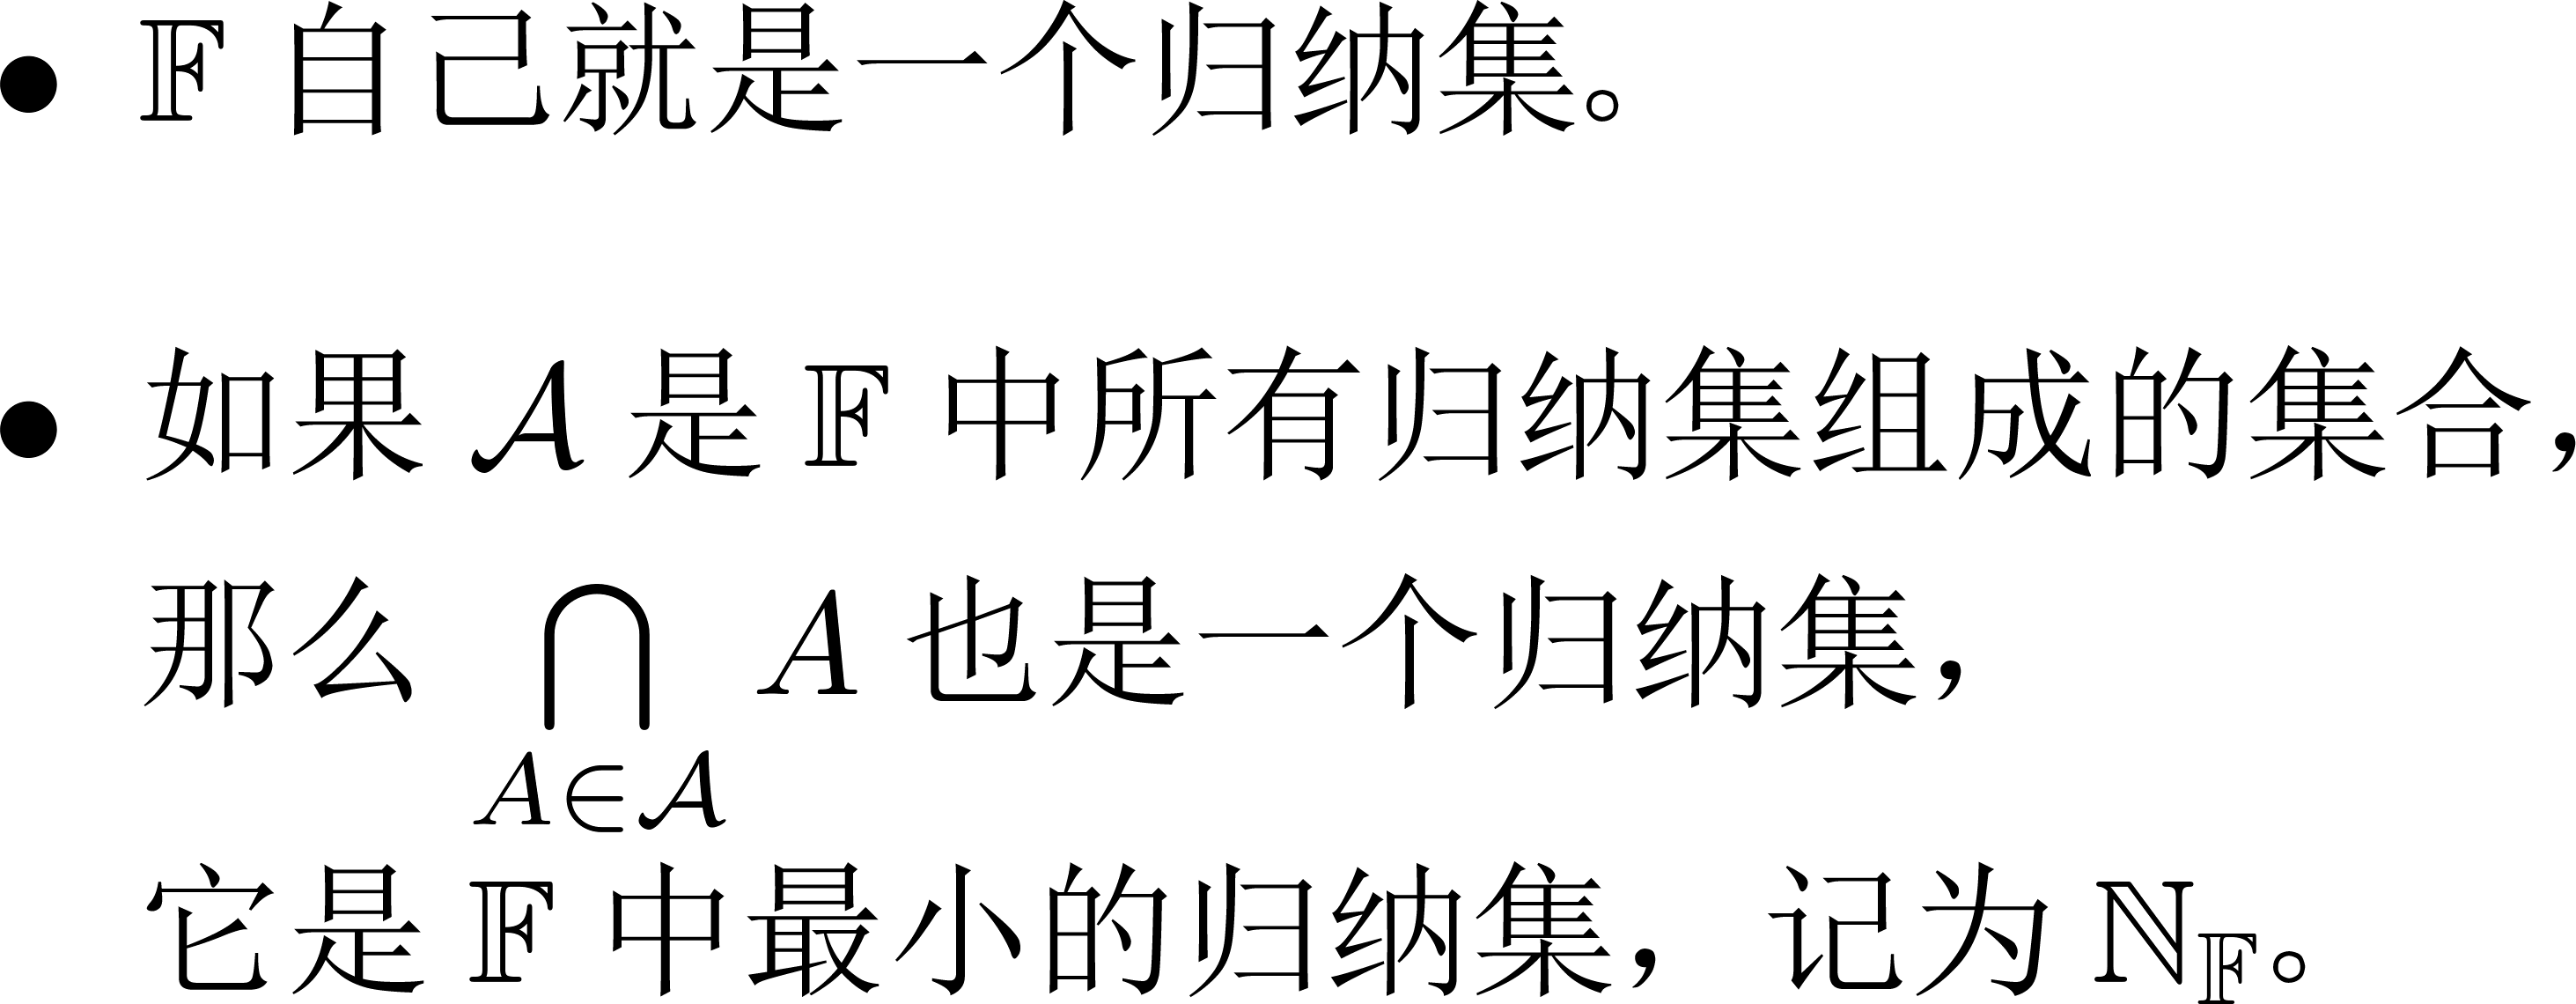 • 𝔽 自己就是一个归纳集。
• 如果 𝒜 是 𝔽 中所有归纳集组成的集合，
那么 ⋂_{A∈𝒜} A 也是一个归纳集，
它是 𝔽 中最小的归纳集，记为 ℕ_𝔽。